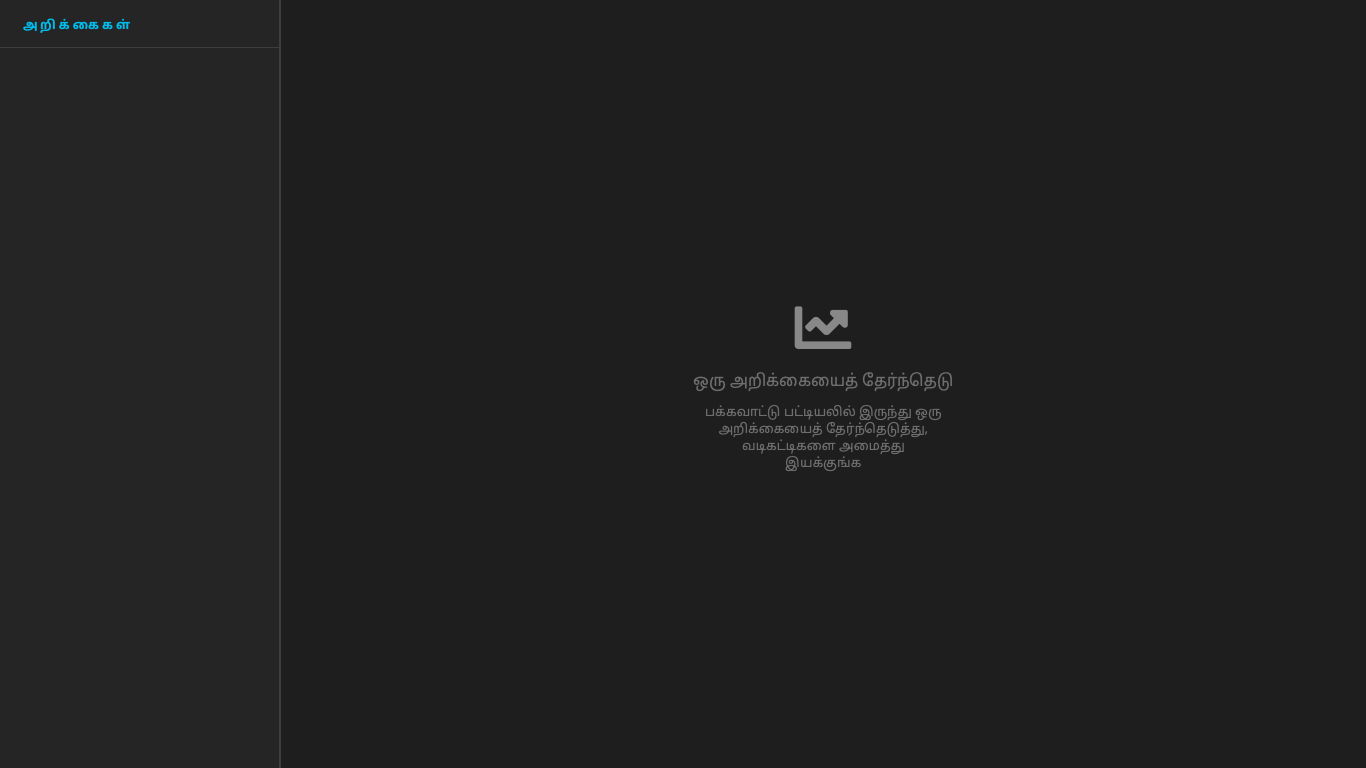 அறிக்கைகள்
ஒரு அறிக்கையைத் தேர்ந்தெடு
பக்கவாட்டு பட்டியலில் இருந்து ஒரு
அறிக்கையைத் தேர்ந்தெடுத்து,
வடிகட்டிகளை அமைத்து
இயக்குங்க